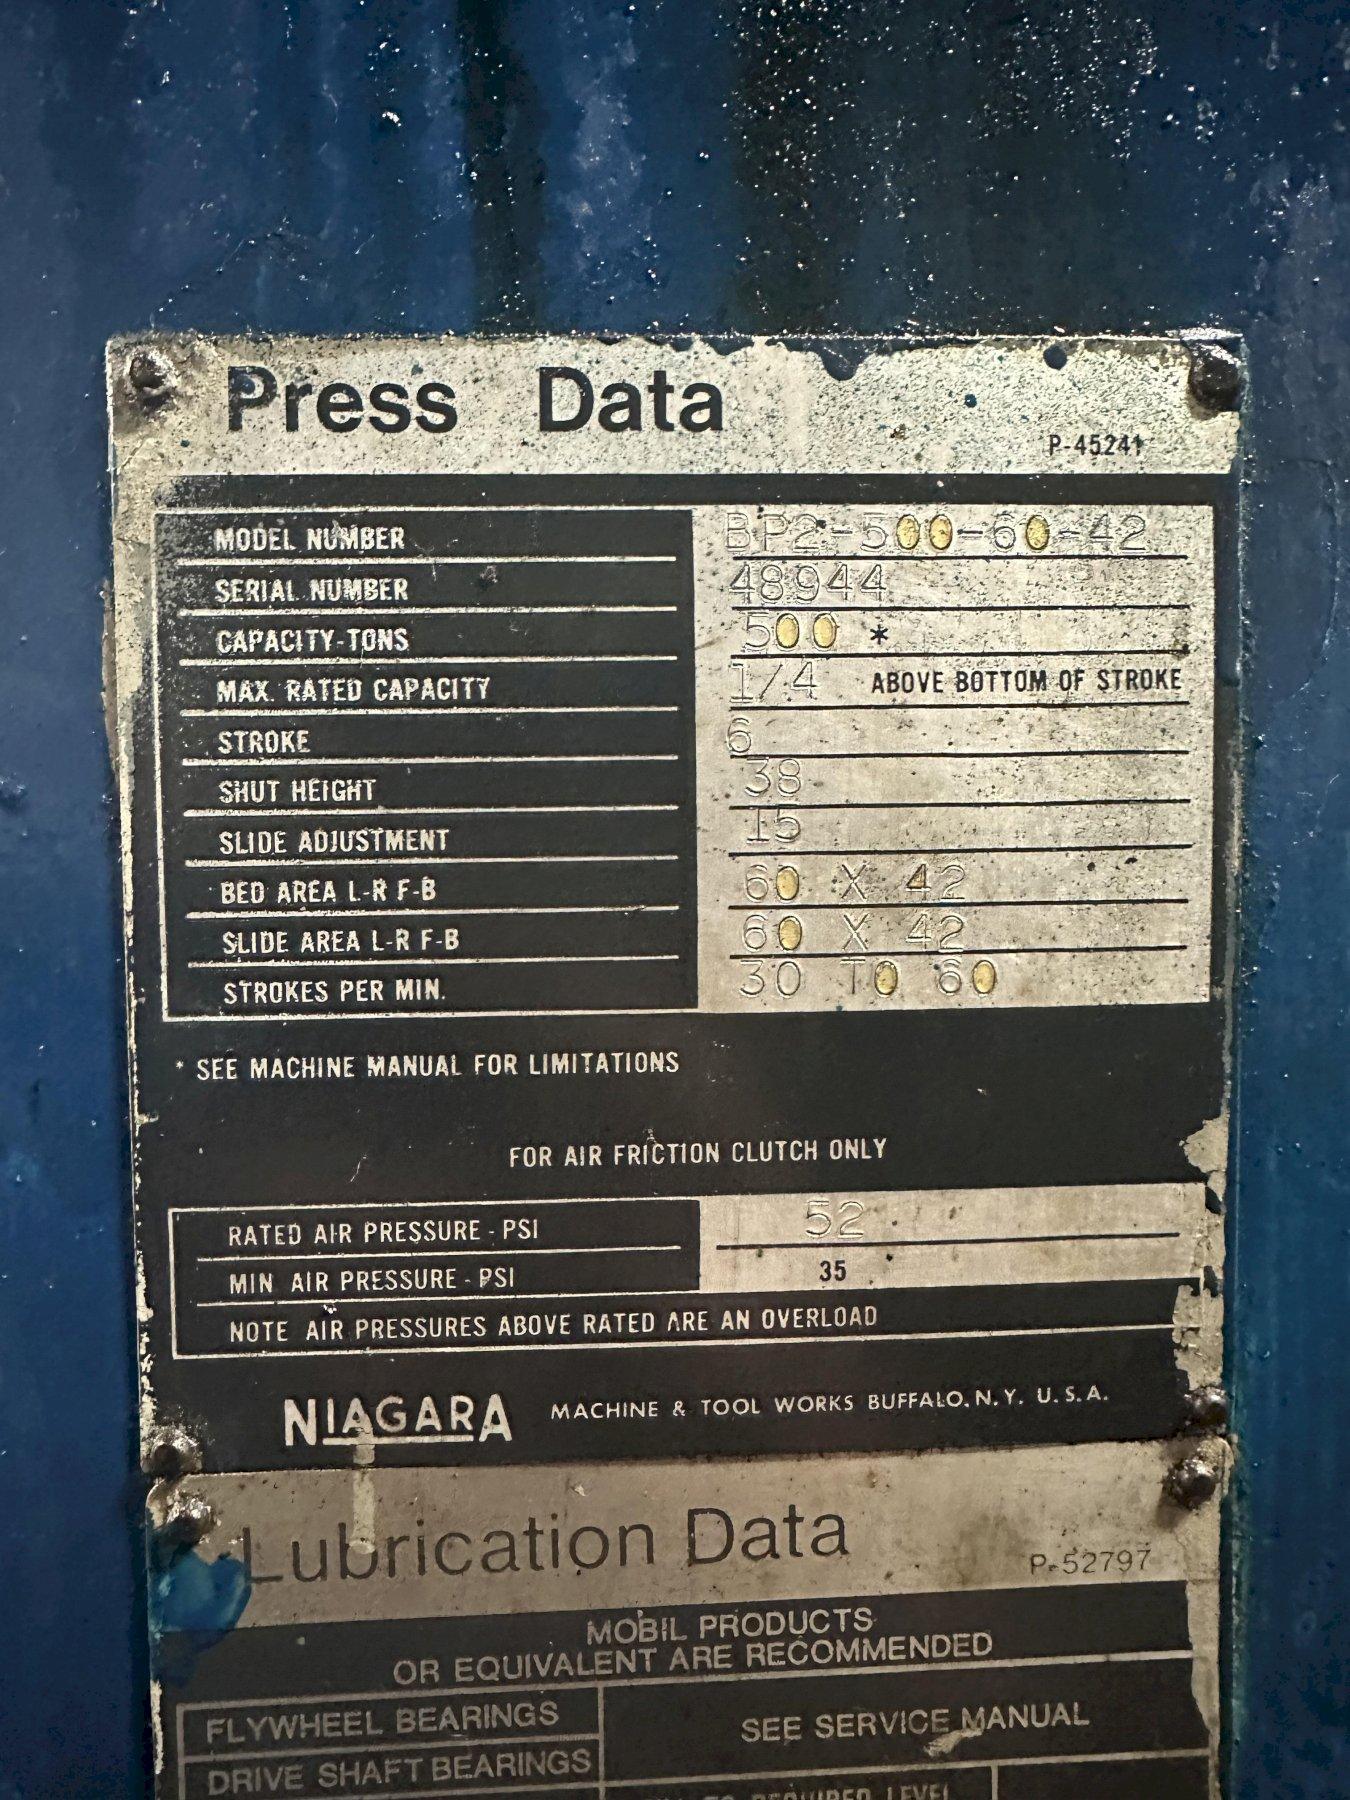 Press Data
P-45241
MODEL NUMBER BP2-500-60-42
SERIAL NUMBER 48944
CAPACITY-TONS 500 *
MAX. RATED CAPACITY 1/4 ABOVE BOTTOM OF STROKE
STROKE 6
SHUT HEIGHT 38
SLIDE ADJUSTMENT 15
BED AREA L-R F-B 60 X 42
SLIDE AREA L-R F-B 60 X 42
STROKES PER MIN. 30 TO 60
* SEE MACHINE MANUAL FOR LIMITATIONS
FOR AIR FRICTION CLUTCH ONLY
RATED AIR PRESSURE - PSI 52
MIN AIR PRESSURE - PSI 35
NOTE AIR PRESSURES ABOVE RATED ARE AN OVERLOAD
NIAGARA MACHINE & TOOL WORKS BUFFALO, N.Y. U.S.A.
Lubrication Data
P-52797
MOBIL PRODUCTS
OR EQUIVALENT ARE RECOMMENDED
FLYWHEEL BEARINGS SEE SERVICE MANUAL
DRIVE SHAFT BEARINGS
TO REQUIRED LEVEL